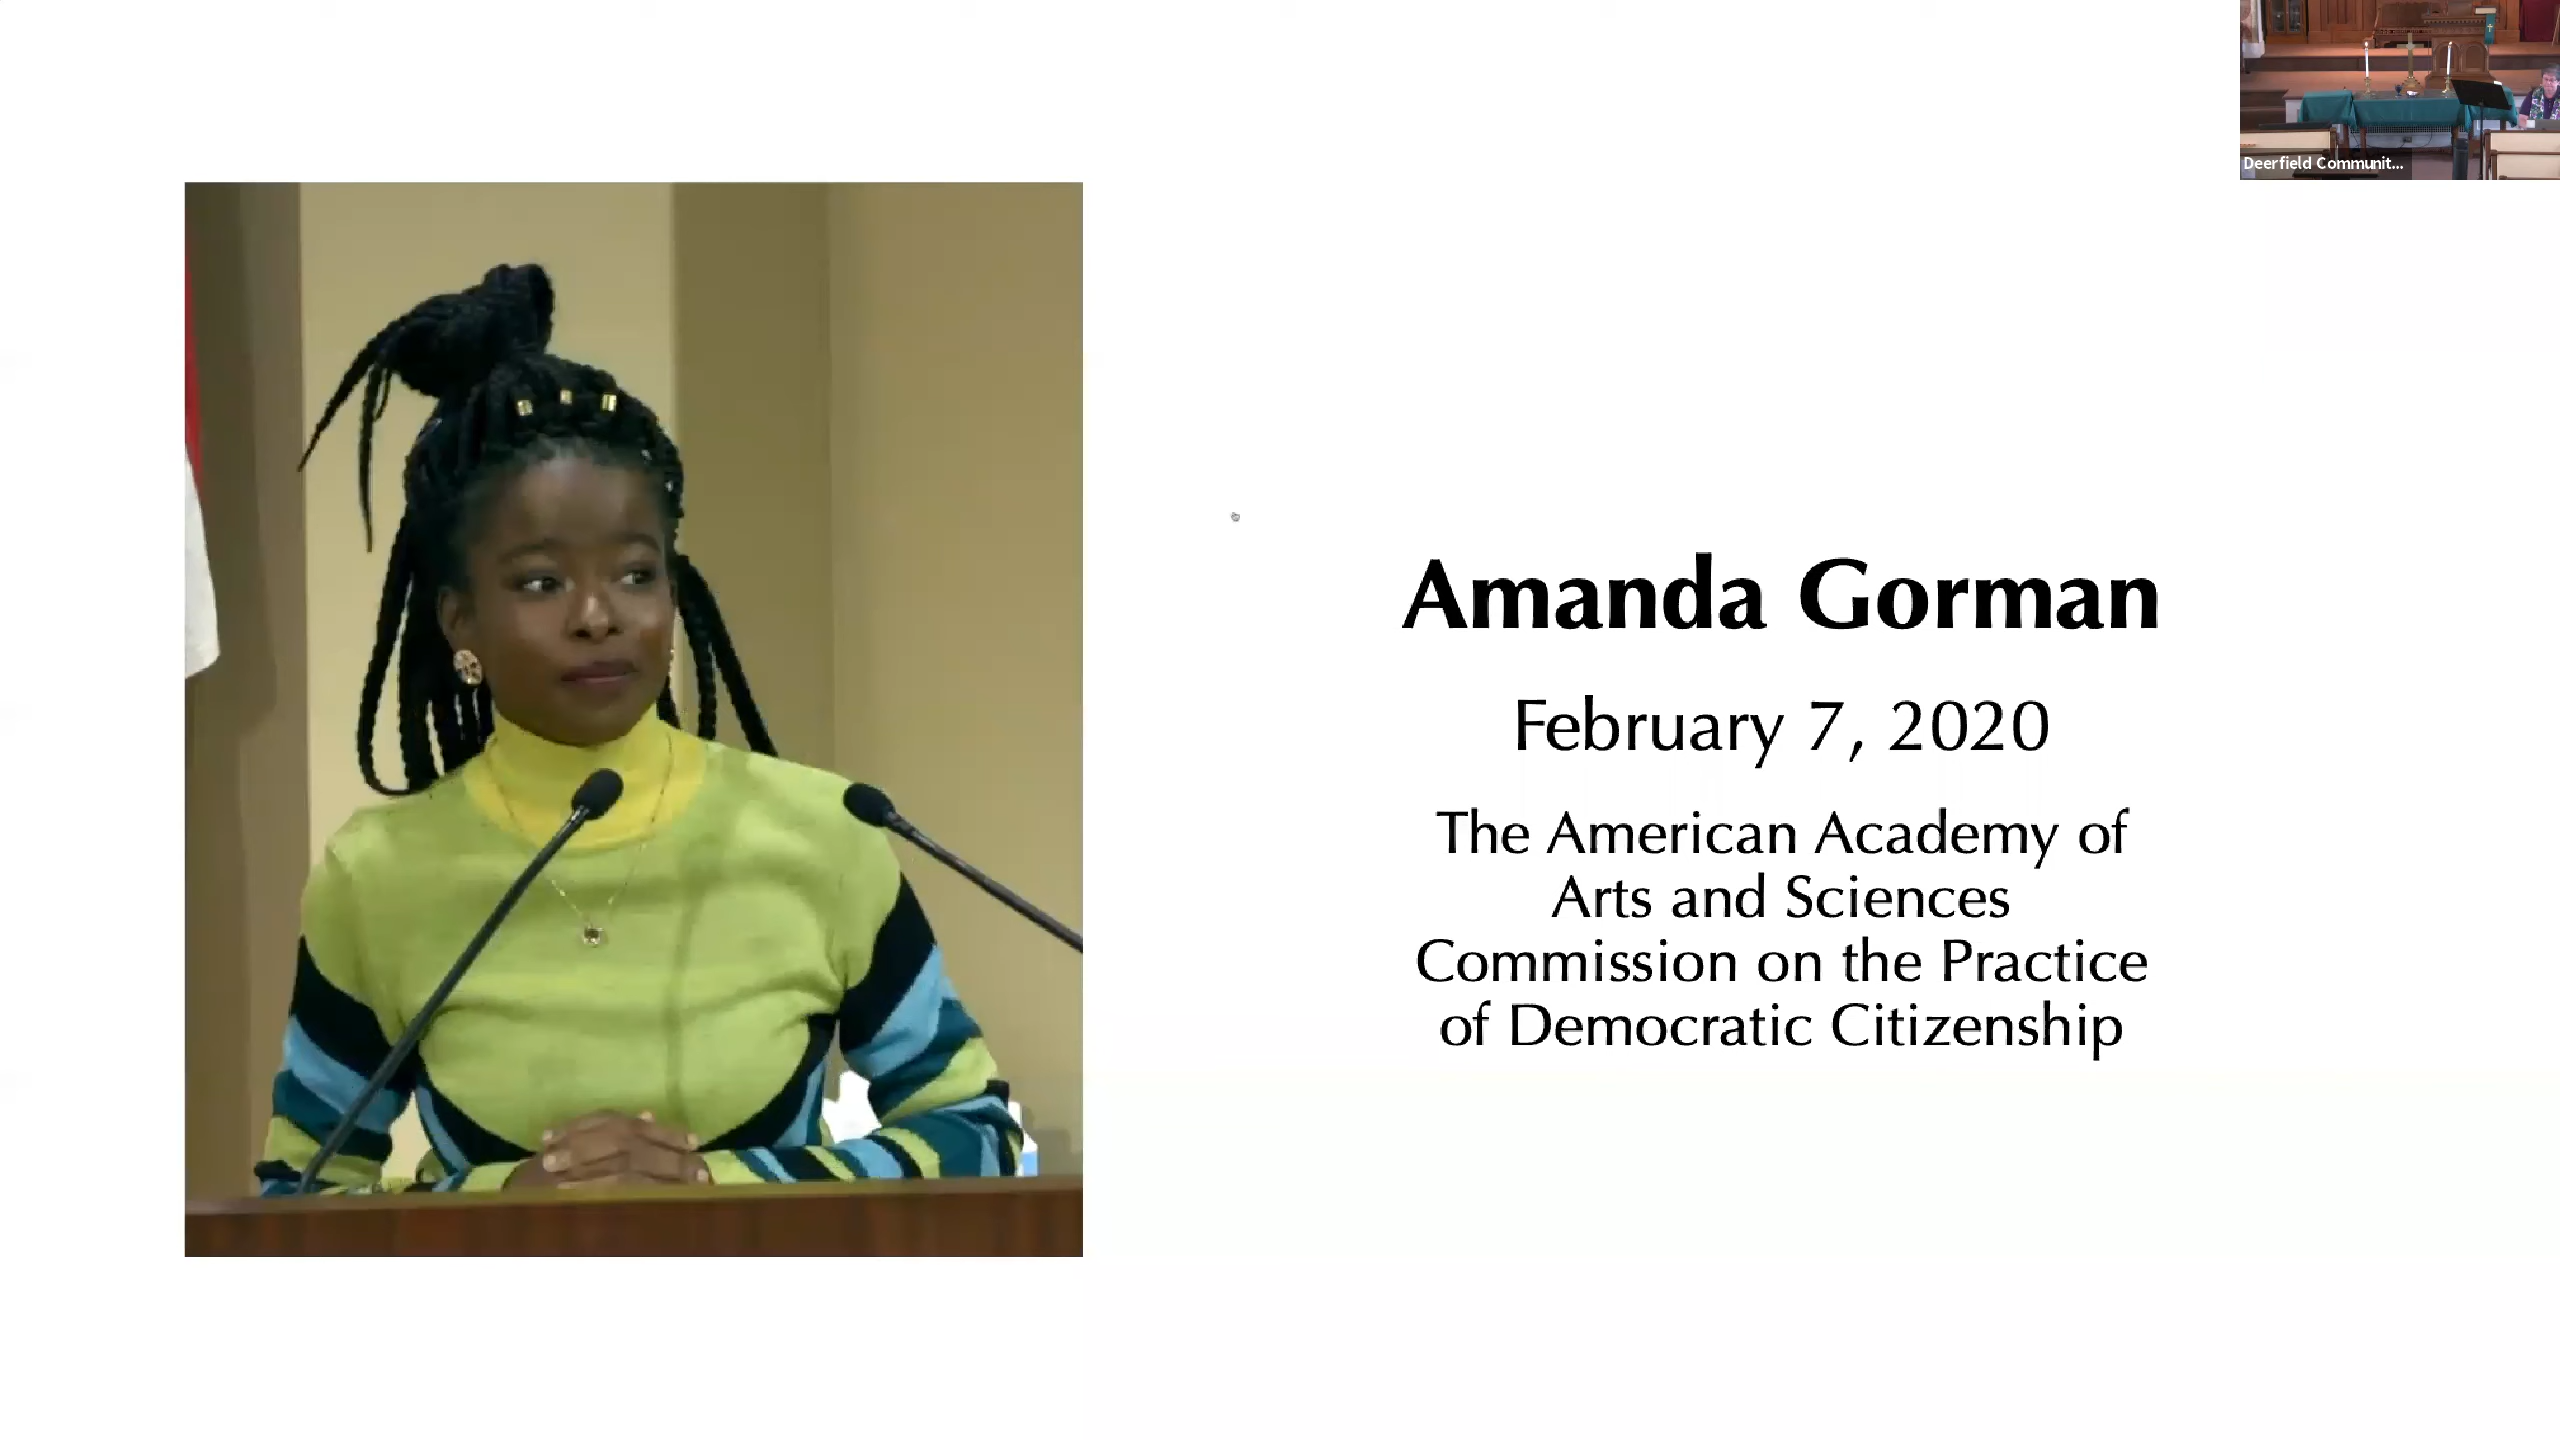 Deerfield Communit...
Amanda Gorman
February 7, 2020
The American Academy of
Arts and Sciences
Commission on the Practice
of Democratic Citizenship